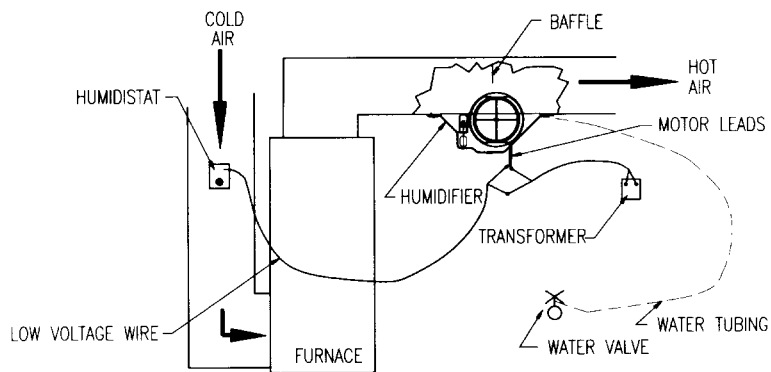 COLD
AIR
BAFFLE
HOT
AIR
HUMIDISTAT
MOTOR LEADS
HUMIDIFIER
TRANSFORMER
LOW VOLTAGE WIRE
FURNACE
WATER VALVE
WATER TUBING